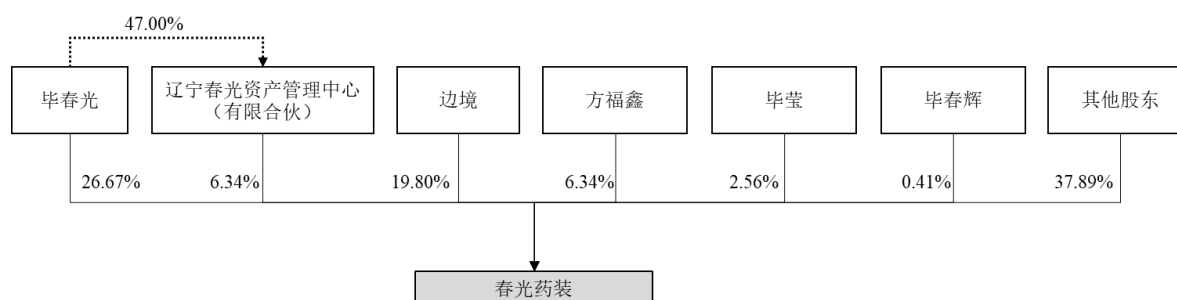 47.00%
毕春光
辽宁春光资产管理中心
（有限合伙）
边境
方福鑫
毕莹
毕春辉
其他股东
26.67%
6.34%
19.80%
6.34%
2.56%
0.41%
37.89%
春光药装